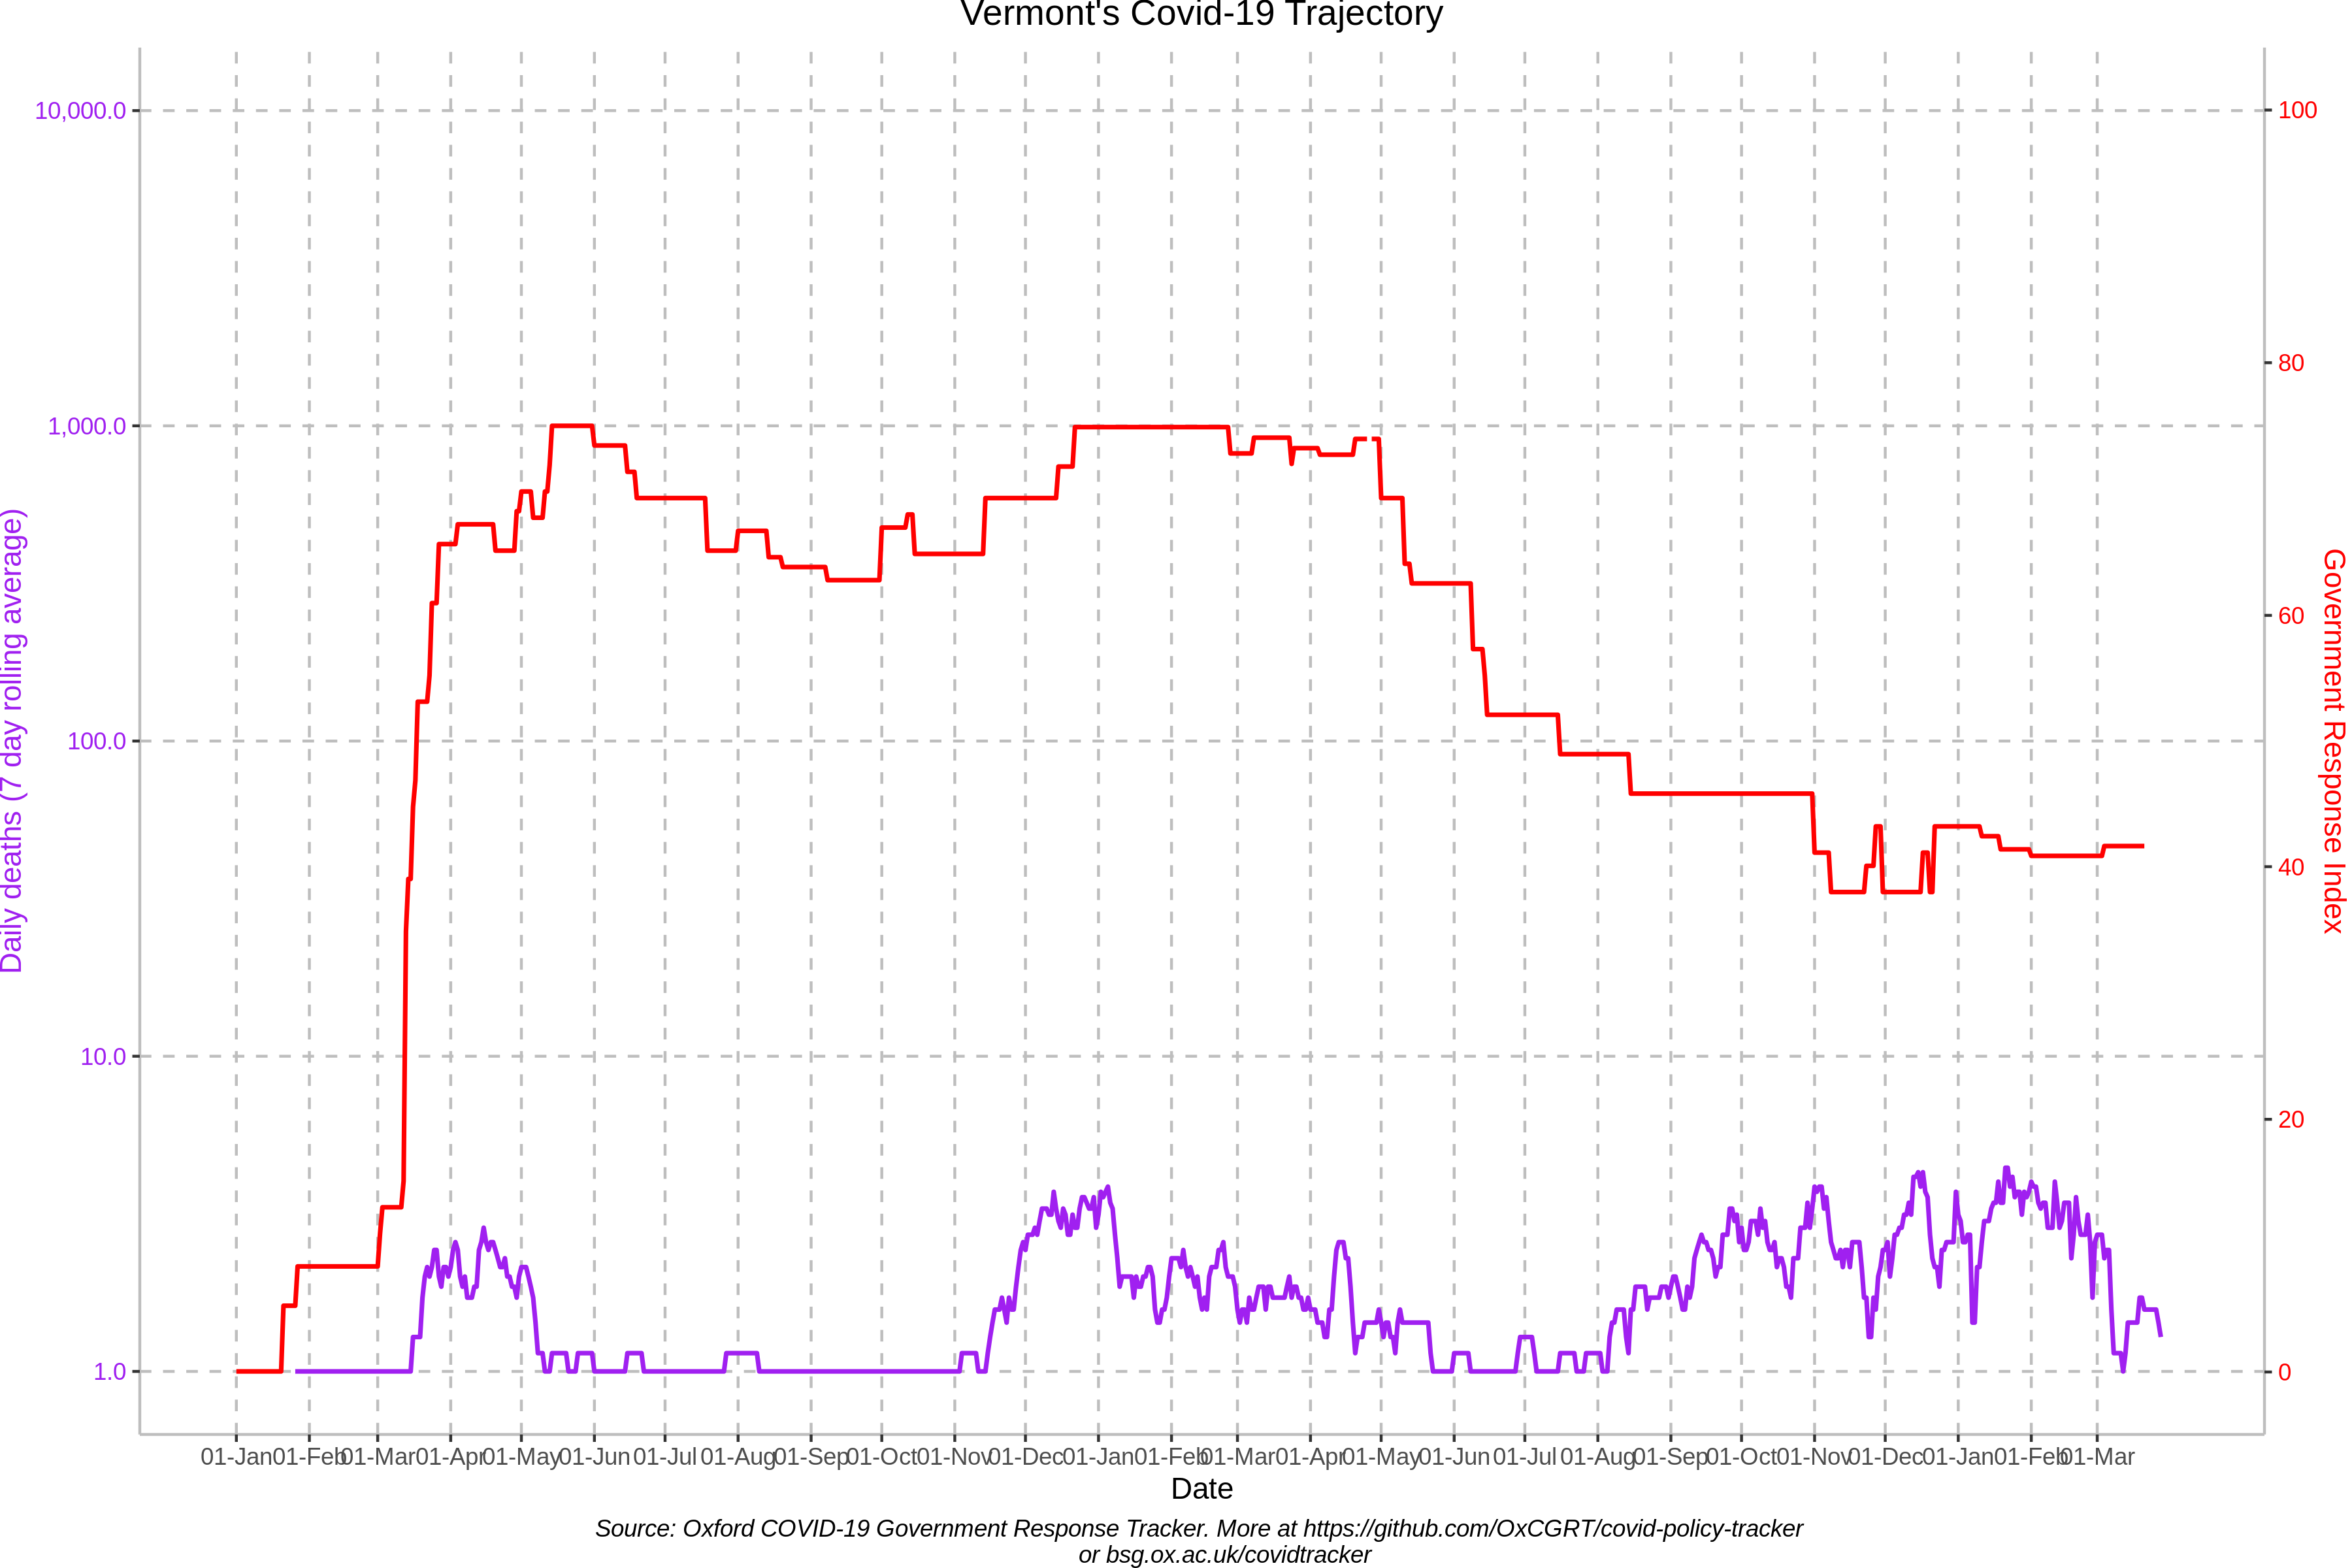 Vermont's Covid-19 Trajectory
Daily deaths (7 day rolling average)
10,000.0
1,000.0
100.0
10.0
1.0
100
80
60
40
20
0
Government Response Index
01-Jan 01-Feb 01-Mar 01-Apr 01-May 01-Jun 01-Jul 01-Aug 01-Sep 01-Oct 01-Nov 01-Dec 01-Jan 01-Feb 01-Mar 01-Apr 01-May 01-Jun 01-Jul 01-Aug 01-Sep 01-Oct 01-Nov 01-Dec 01-Jan 01-Feb 01-Mar
Date
Source: Oxford COVID-19 Government Response Tracker. More at https://github.com/OxCGRT/covid-policy-tracker
or bsg.ox.ac.uk/covidtracker